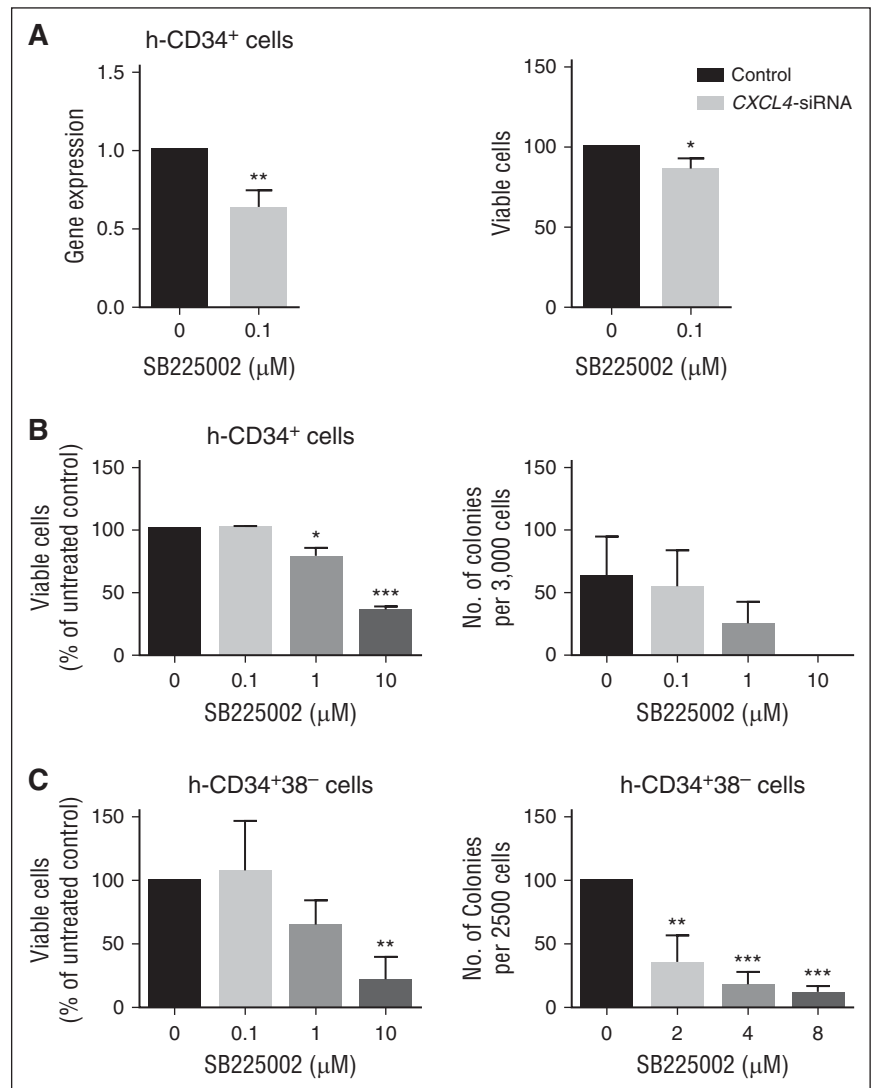 A
h-CD34+ cells
Gene expression
1.5
1.0
0.5
0.0
**
0
0.1
SB225002 (μM)
Viable cells
150
100
50
0
*
0
0.1
SB225002 (μM)
Control
CXCL4-siRNA
B
h-CD34+ cells
Viable cells
(% of untreated control)
150
100
50
0
*
***
0
0.1
1
10
SB225002 (μM)
No. of colonies
per 3,000 cells
150
100
50
0
0
0.1
1
10
SB225002 (μM)
C
h-CD34+38− cells
Viable cells
(% of untreated control)
150
100
50
0
**
0
0.1
1
10
SB225002 (μM)
h-CD34+38− cells
No. of Colonies
per 2500 cells
150
100
50
0
**
***
***
0
2
4
8
SB225002 (μM)